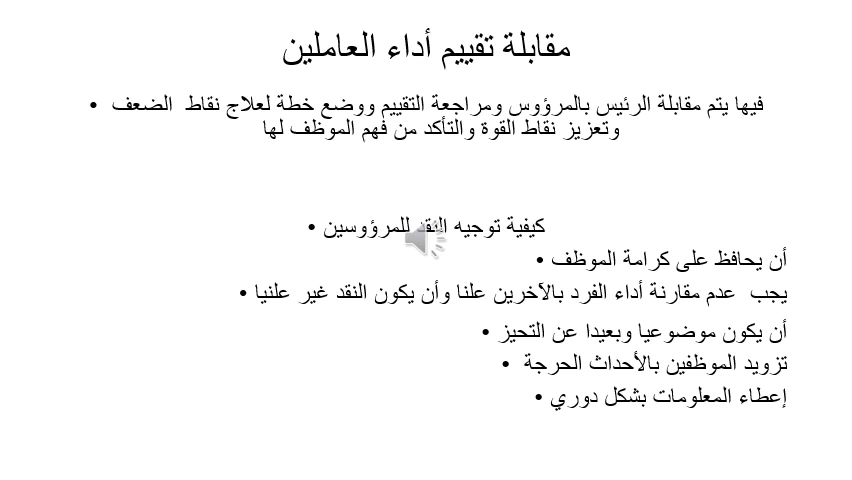 مقابلة تقييم أداء العاملين
• فيها يتم مقابلة الرئيس بالمرؤوس ومراجعة التقييم ووضع خطة لعلاج نقاط الضعف
وتعزيز نقاط القوة والتأكد من فهم الموظف لها
• كيفية توجيه النقد للمرؤوسين
• أن يحافظ على كرامة الموظف
• يجب عدم مقارنة أداء الفرد بالآخرين علنا وأن يكون النقد غير علنيا
• أن يكون موضوعيا وبعيدا عن التحيز
• تزويد الموظفين بالأحداث الحرجة
• إعطاء المعلومات بشكل دوري